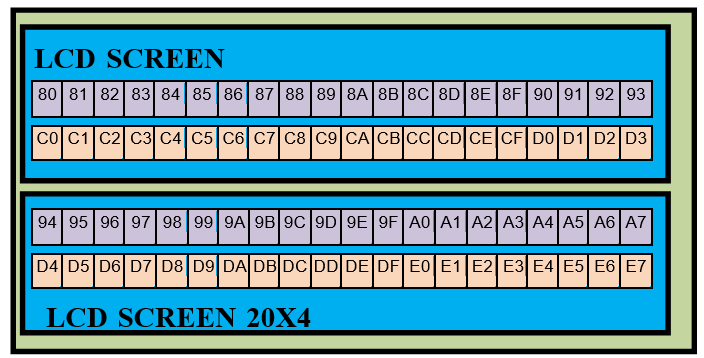 LCD SCREEN
80 81 82 83 84 85 86 87 88 89 8A 8B 8C 8D 8E 8F 90 91 92 93
C0 C1 C2 C3 C4 C5 C6 C7 C8 C9 CA CB CC CD CE CF D0 D1 D2 D3
94 95 96 97 98 99 9A 9B 9C 9D 9E 9F A0 A1 A2 A3 A4 A5 A6 A7
D4 D5 D6 D7 D8 D9 DA DB DC DD DE DF E0 E1 E2 E3 E4 E5 E6 E7
LCD SCREEN 20X4